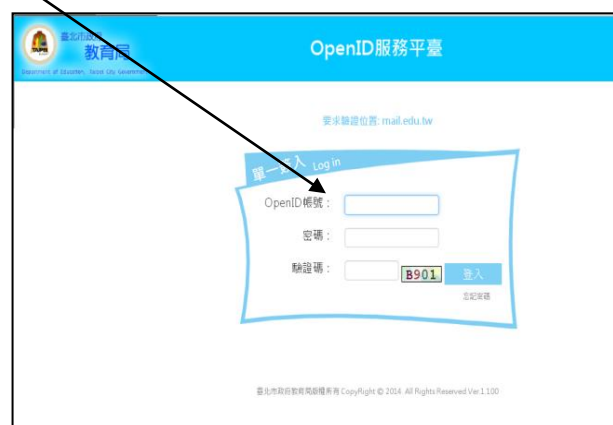 臺北市政府
教育局
Department of Education, Taipei City Government
OpenID服務平臺
要求驗證位置: mail.edu.tw
單一簽入 Log in
OpenID帳號：
密碼：
驗證碼：
B901
登入
忘記密碼
臺北市政府教育局版權所有 CopyRight © 2014. All Rights Reserved Ver.1.1.00